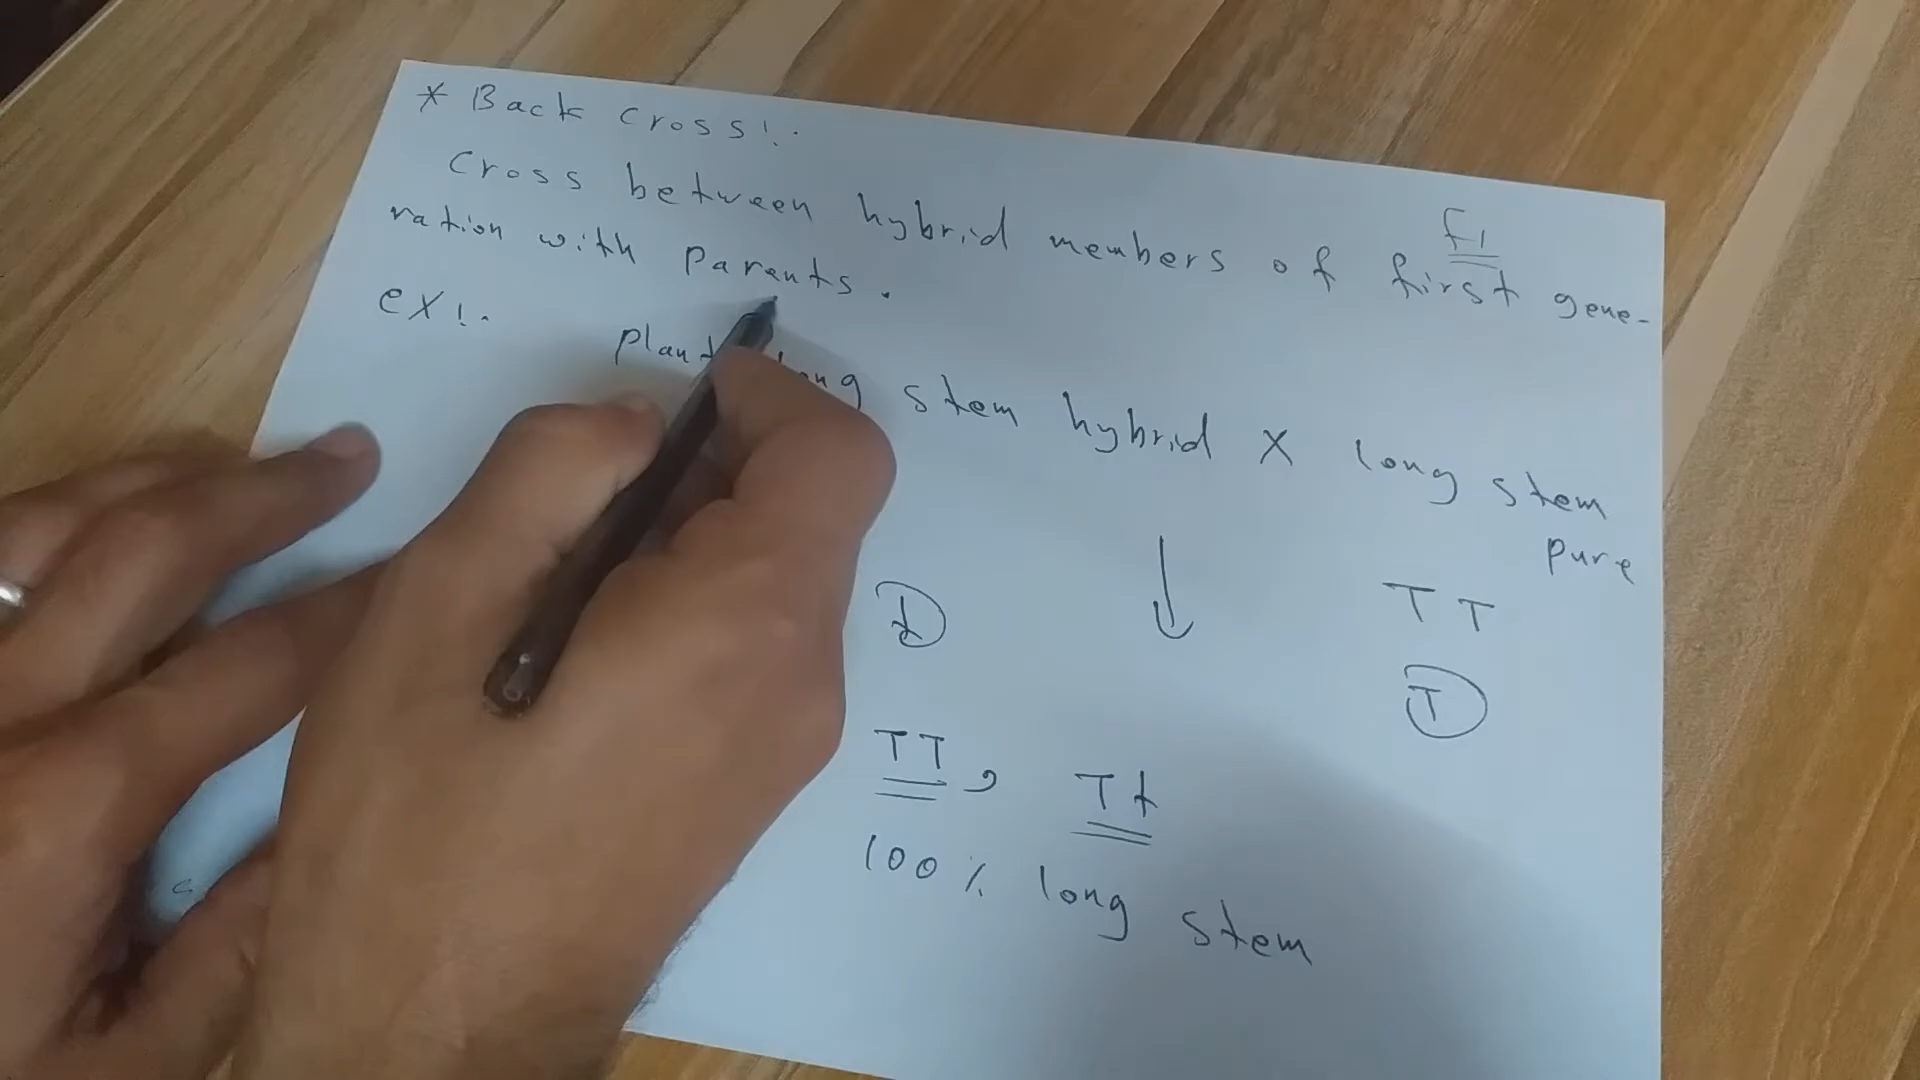 * Back cross:-
F1
Cross between hybrid members of first gene-
ration with parents.
ex:- stem hybrid X long stem
pure
T T
t
T
TT , Tt
100 % long stem